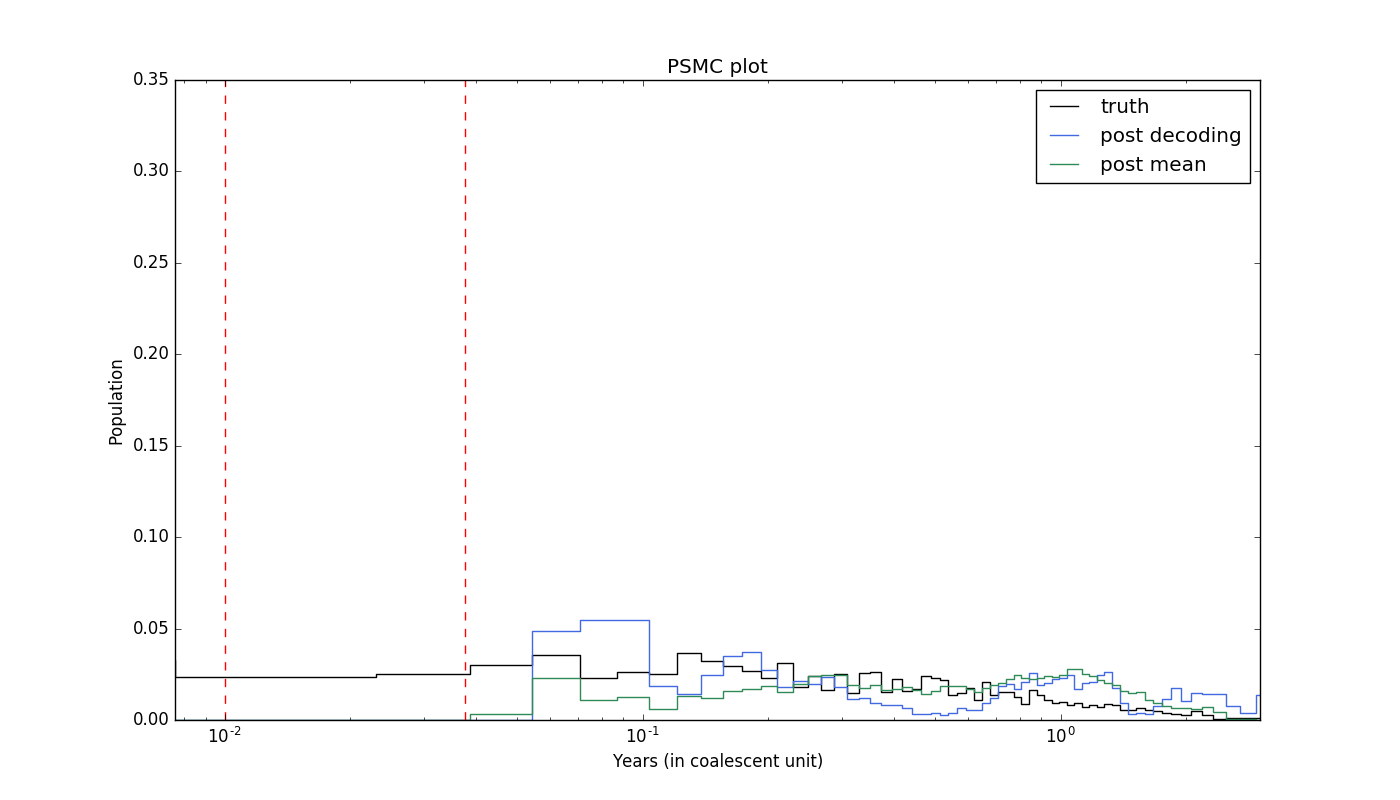 PSMC plot
0.35
0.30
0.25
0.20
0.15
0.10
0.05
0.00
Population
truth
post decoding
post mean
10⁻² 10⁻¹ 10⁰
Years (in coalescent unit)